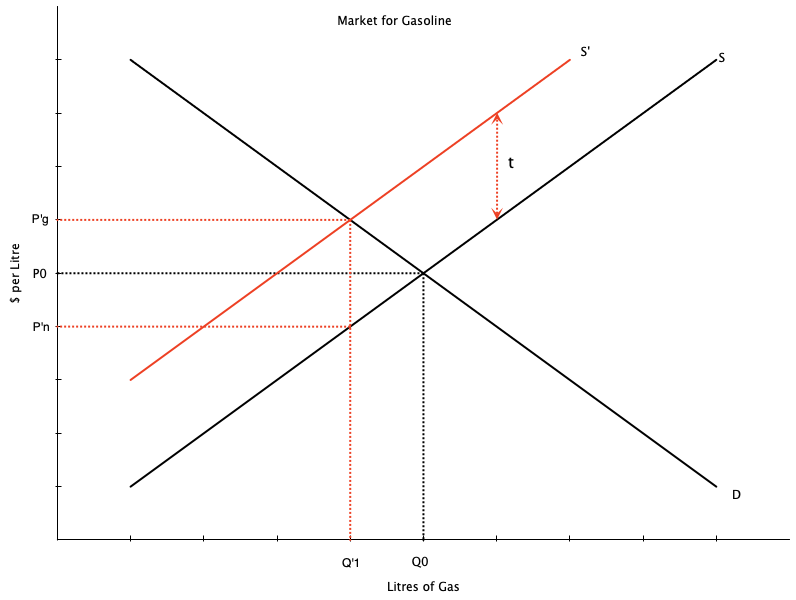 Market for Gasoline
S'
S
t
P'g
P0
P'n
$ per Litre
D
Q'1
Q0
Litres of Gas